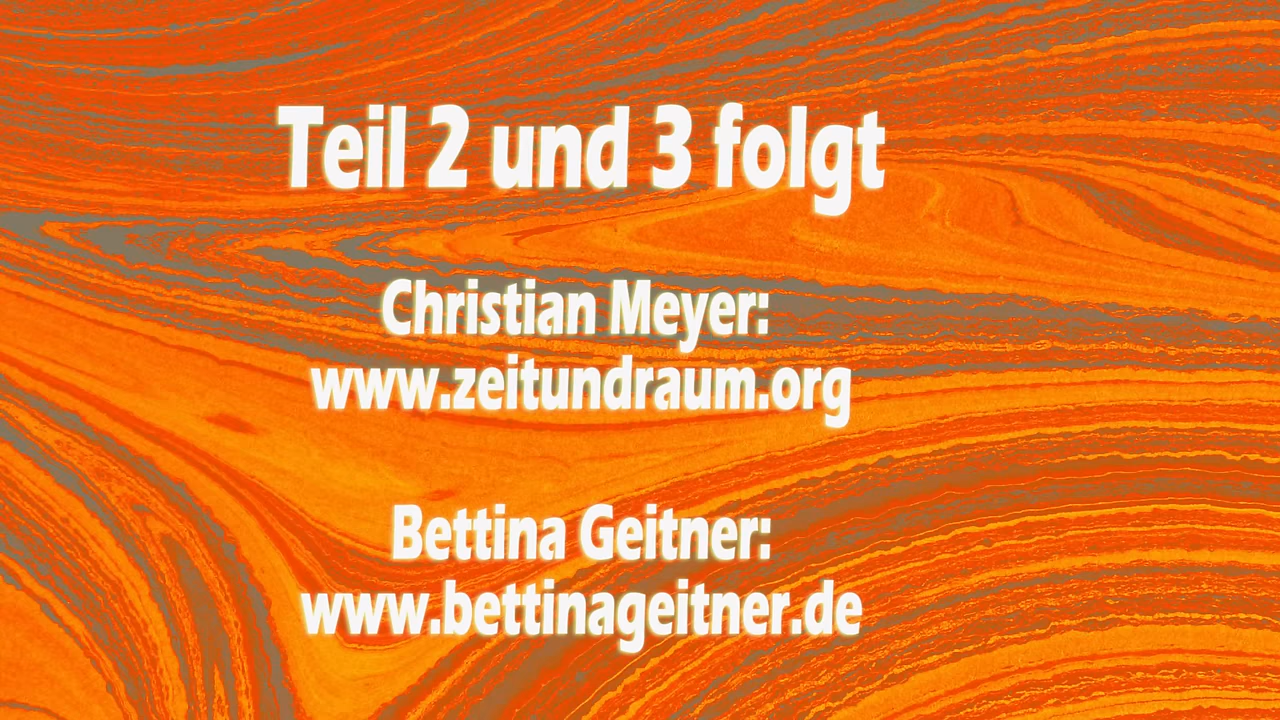 Teil 2 und 3 folgt
Christian Meyer:
www.zeitundraum.org
Bettina Geitner:
www.bettinageitner.de